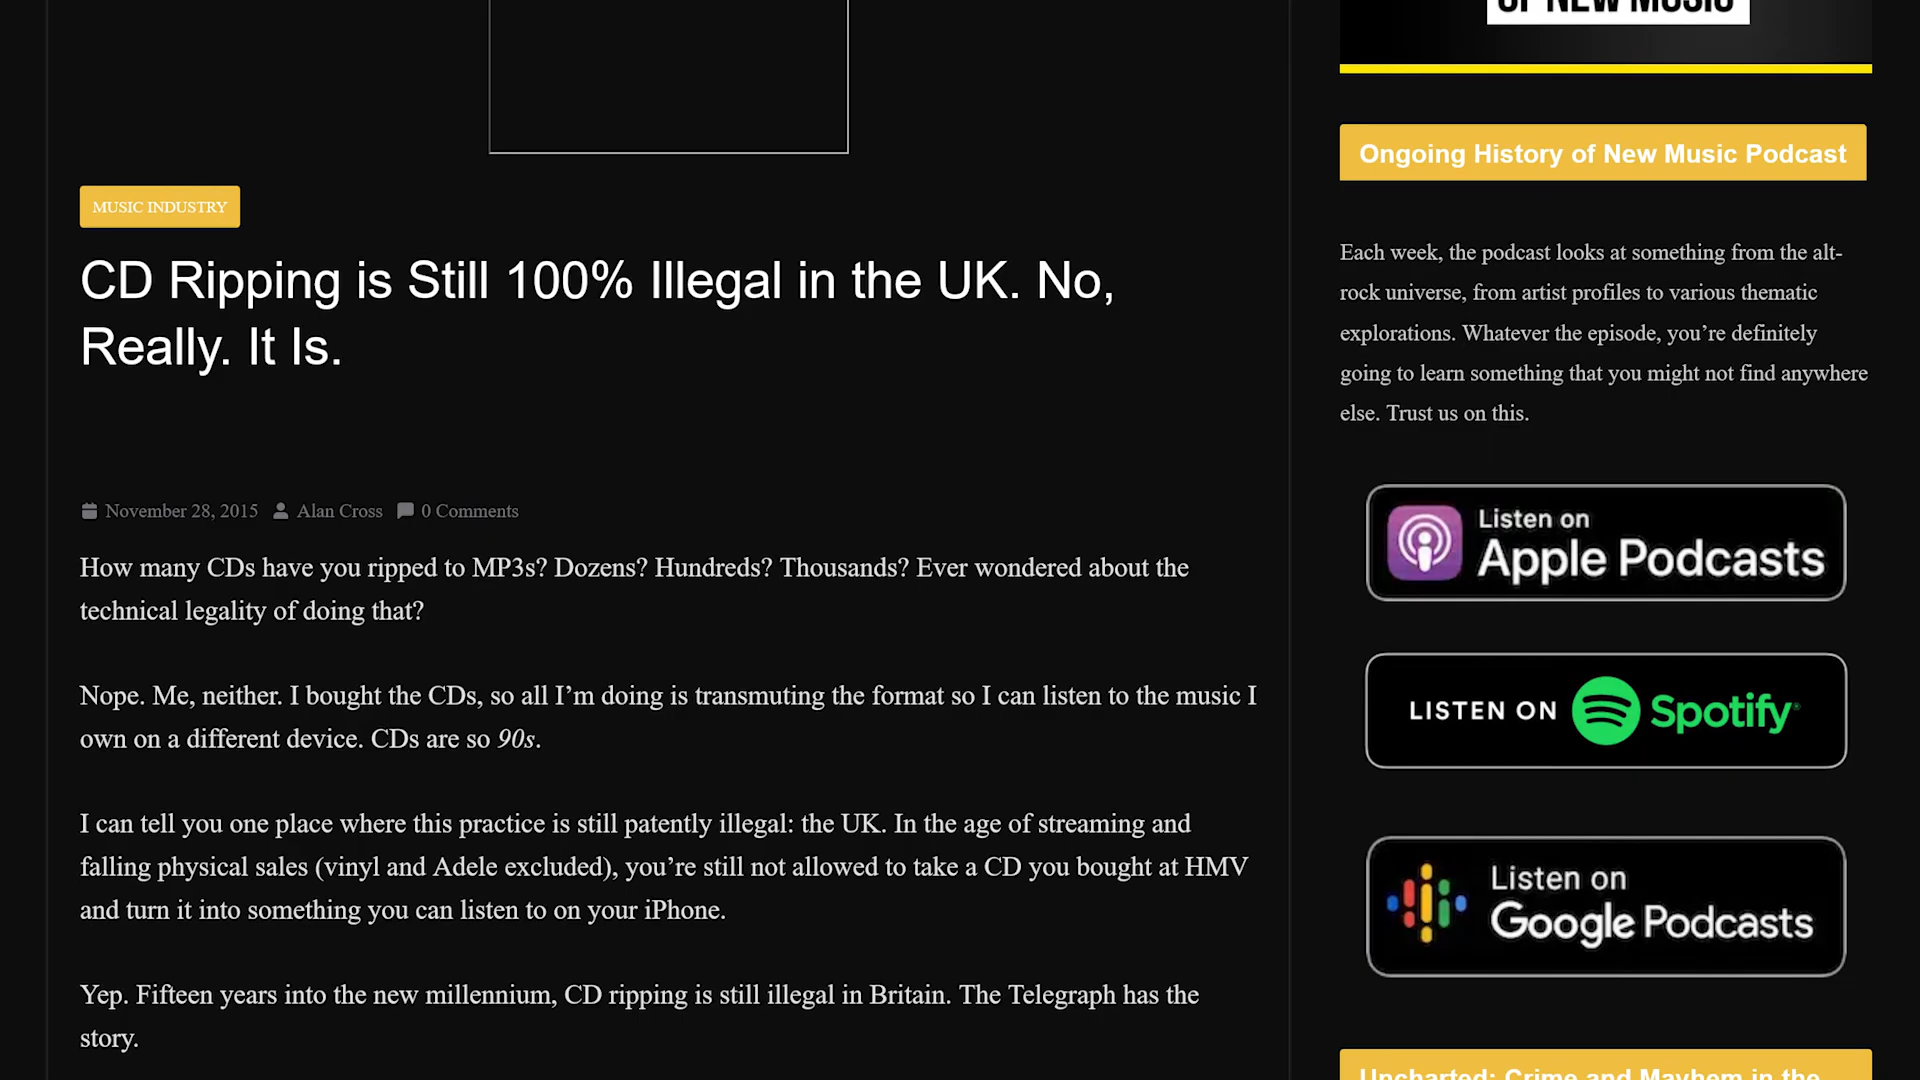 OF NEW MUSIC
MUSIC INDUSTRY
CD Ripping is Still 100% Illegal in the UK. No,
Really. It Is.
November 28, 2015 Alan Cross 0 Comments
How many CDs have you ripped to MP3s? Dozens? Hundreds? Thousands? Ever wondered about the
technical legality of doing that?
Nope. Me, neither. I bought the CDs, so all I’m doing is transmuting the format so I can listen to the music I
own on a different device. CDs are so 90s.
I can tell you one place where this practice is still patently illegal: the UK. In the age of streaming and
falling physical sales (vinyl and Adele excluded), you’re still not allowed to take a CD you bought at HMV
and turn it into something you can listen to on your iPhone.
Yep. Fifteen years into the new millennium, CD ripping is still illegal in Britain. The Telegraph has the
story.
Ongoing History of New Music Podcast
Each week, the podcast looks at something from the alt-
rock universe, from artist profiles to various thematic
explorations. Whatever the episode, you’re definitely
going to learn something that you might not find anywhere
else. Trust us on this.
Listen on
Apple Podcasts
LISTEN ON Spotify
Listen on
Google Podcasts
Uncharted: Crime and Mayhem in the